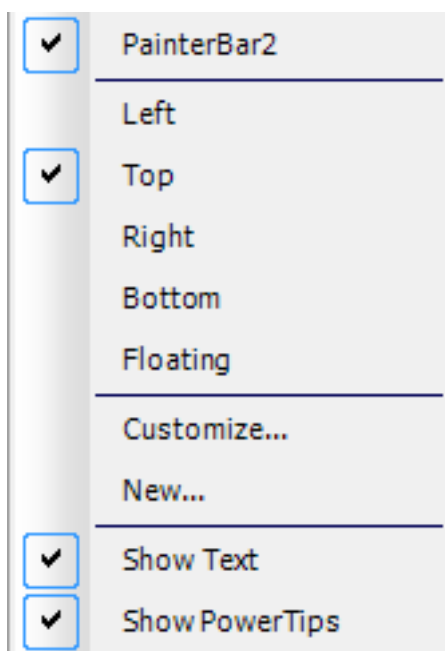 PainterBar2
Left
Top
Right
Bottom
Floating
Customize...
New...
Show Text
Show PowerTips